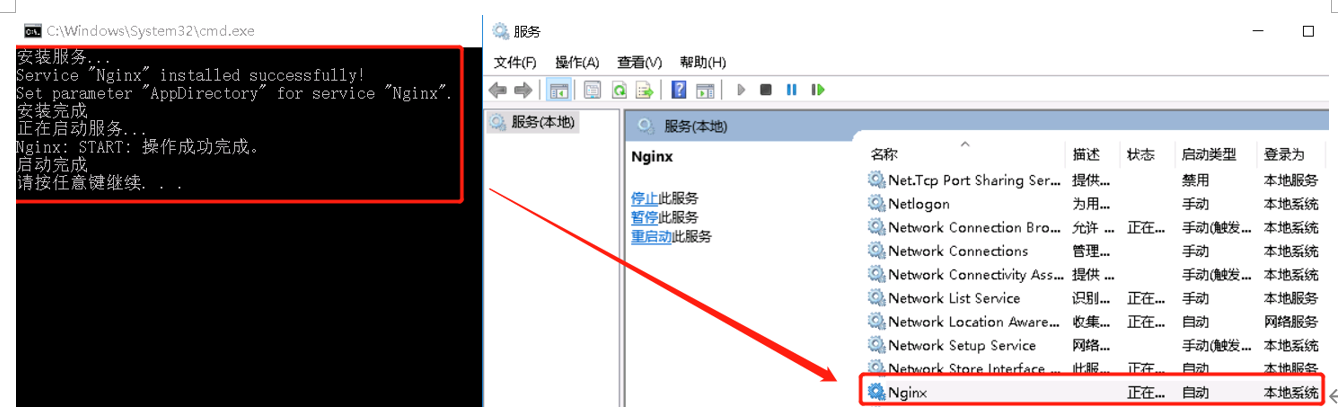 C:\Windows\System32\cmd.exe
安装服务...
Service "Nginx" installed successfully!
Set parameter "AppDirectory" for service "Nginx".
安装完成
正在启动服务...
Nginx: START: 操作成功完成。
启动完成
请按任意键继续. . .
服务
文件(F) 操作(A) 查看(V) 帮助(H)
服务(本地)
服务(本地)
Nginx
停止此服务
暂停此服务
重启动此服务
名称 描述 状态 启动类型 登录为
Net.Tcp Port Sharing Ser... 提供... 禁用 本地服务
Netlogon 为用... 手动 本地系统
Network Connection Bro... 允许 ... 正在... 手动(触发... 本地系统
Network Connections 管理... 手动 本地系统
Network Connectivity Ass... 提供 ... 手动(触发... 本地系统
Network List Service 识别... 正在... 手动 本地服务
Network Location Aware... 收集... 正在... 自动 网络服务
Network Setup Service 网络... 手动(触发... 本地系统
Network Store Interface ... 此服... 正在... 自动 本地服务
Nginx 正在... 自动 本地系统